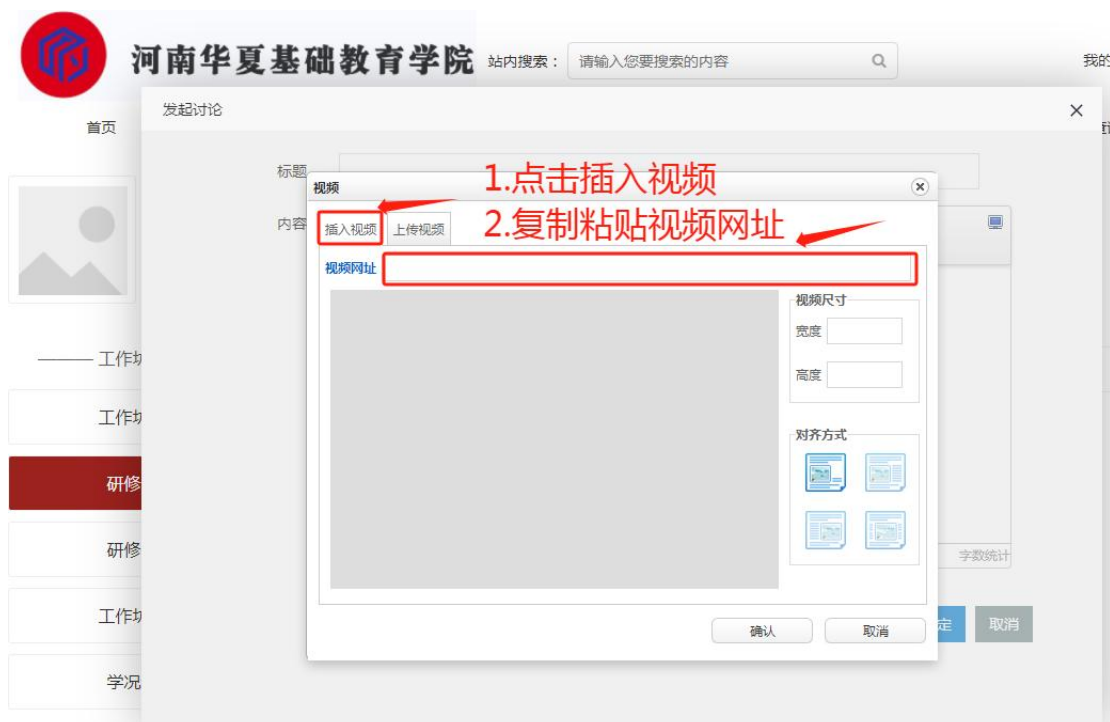 河南华夏基础教育学院
站内搜索：
请输入您要搜索的内容
我的
发起讨论
首页
标题
1.点击插入视频
视频
内容
插入视频
上传视频
2.复制粘贴视频网址
视频网址
视频尺寸
宽度
高度
工作坊
对齐方式
工作坊
研修
研修
字数统计
工作坊
确认
取消
定
取消
学况